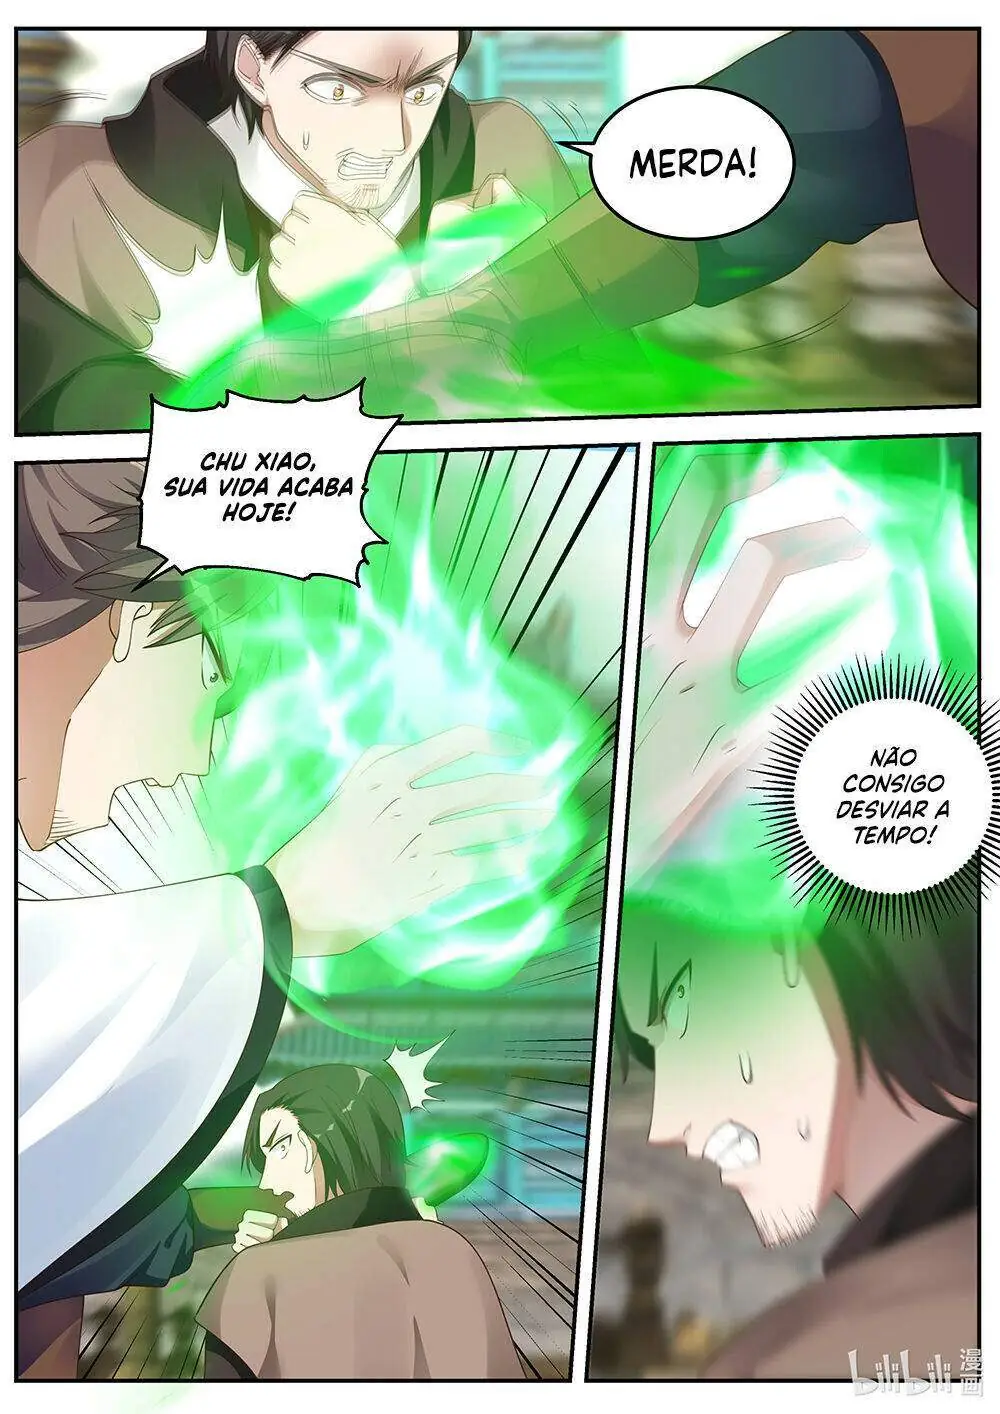 MERDA!
CHU XIAO,
SUA VIDA ACABA
HOJE!
NÃO
CONSIGO
DESVIAR A
TEMPO!
bilibili 漫画